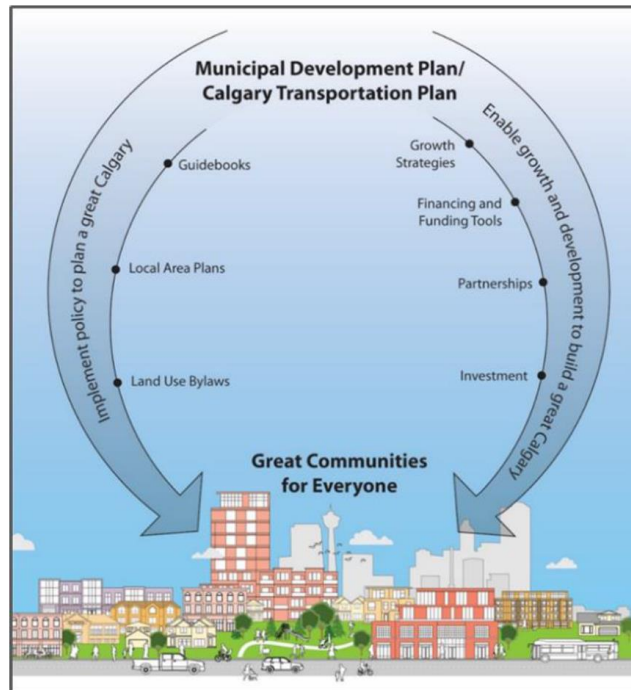 Municipal Development Plan/
Calgary Transportation Plan
Implement policy to plan a great Calgary
Guidebooks
Local Area Plans
Land Use Bylaws
Enable growth and development to build a great Calgary
Growth
Strategies
Financing and
Funding Tools
Partnerships
Investment
Great Communities
for Everyone